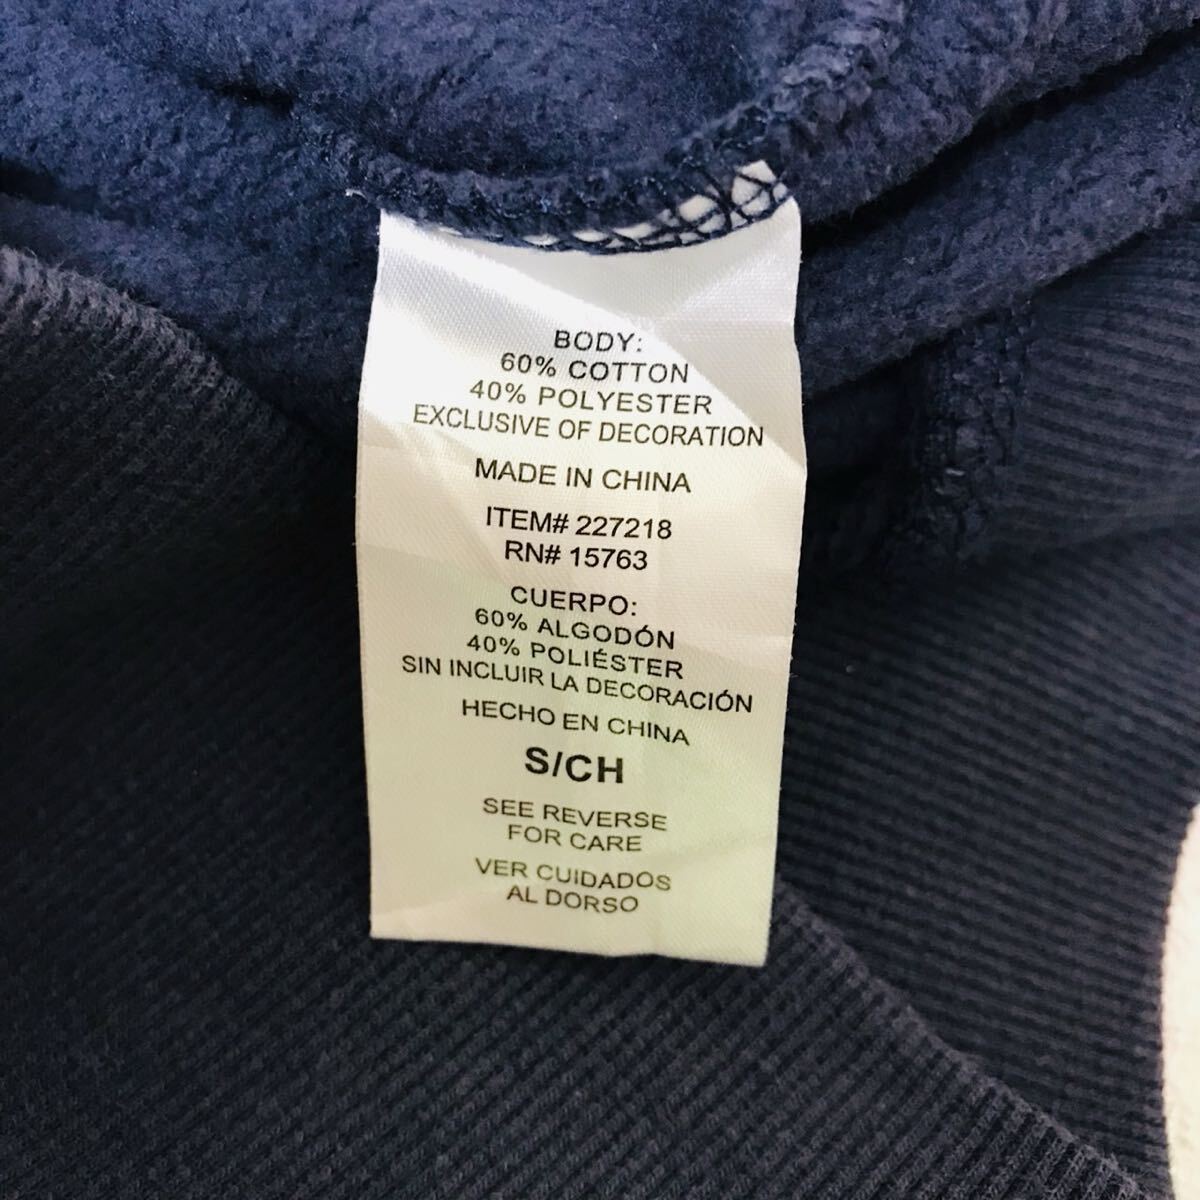 BODY:
60% COTTON
40% POLYESTER
EXCLUSIVE OF DECORATION
MADE IN CHINA
ITEM# 227218
RN# 15763
CUERPO:
60% ALGODÓN
40% POLIÉSTER
SIN INCLUIR LA DECORACIÓN
HECHO EN CHINA
S/CH
SEE REVERSE
FOR CARE
VER CUIDADOS
AL DORSO